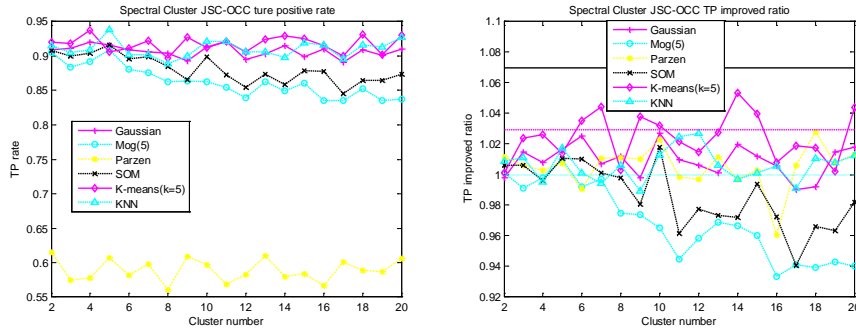 Spectral Cluster JSC-OCC ture positive rate
0.95
0.9
0.85
0.8
0.75
0.7
0.65
0.6
0.55
TP rate
Gaussian
Mog(5)
Parzen
SOM
K-means(k=5)
KNN
2 4 6 8 10 12 14 16 18 20
Cluster number
Spectral Cluster JSC-OCC TP improved ratio
1.1
1.08
1.06
1.04
1.02
1
0.98
0.96
0.94
0.92
TP improved ratio
Gaussian
Mog(5)
Parzen
SOM
K-means(k=5)
KNN
2 4 6 8 10 12 14 16 18 20
Cluster number